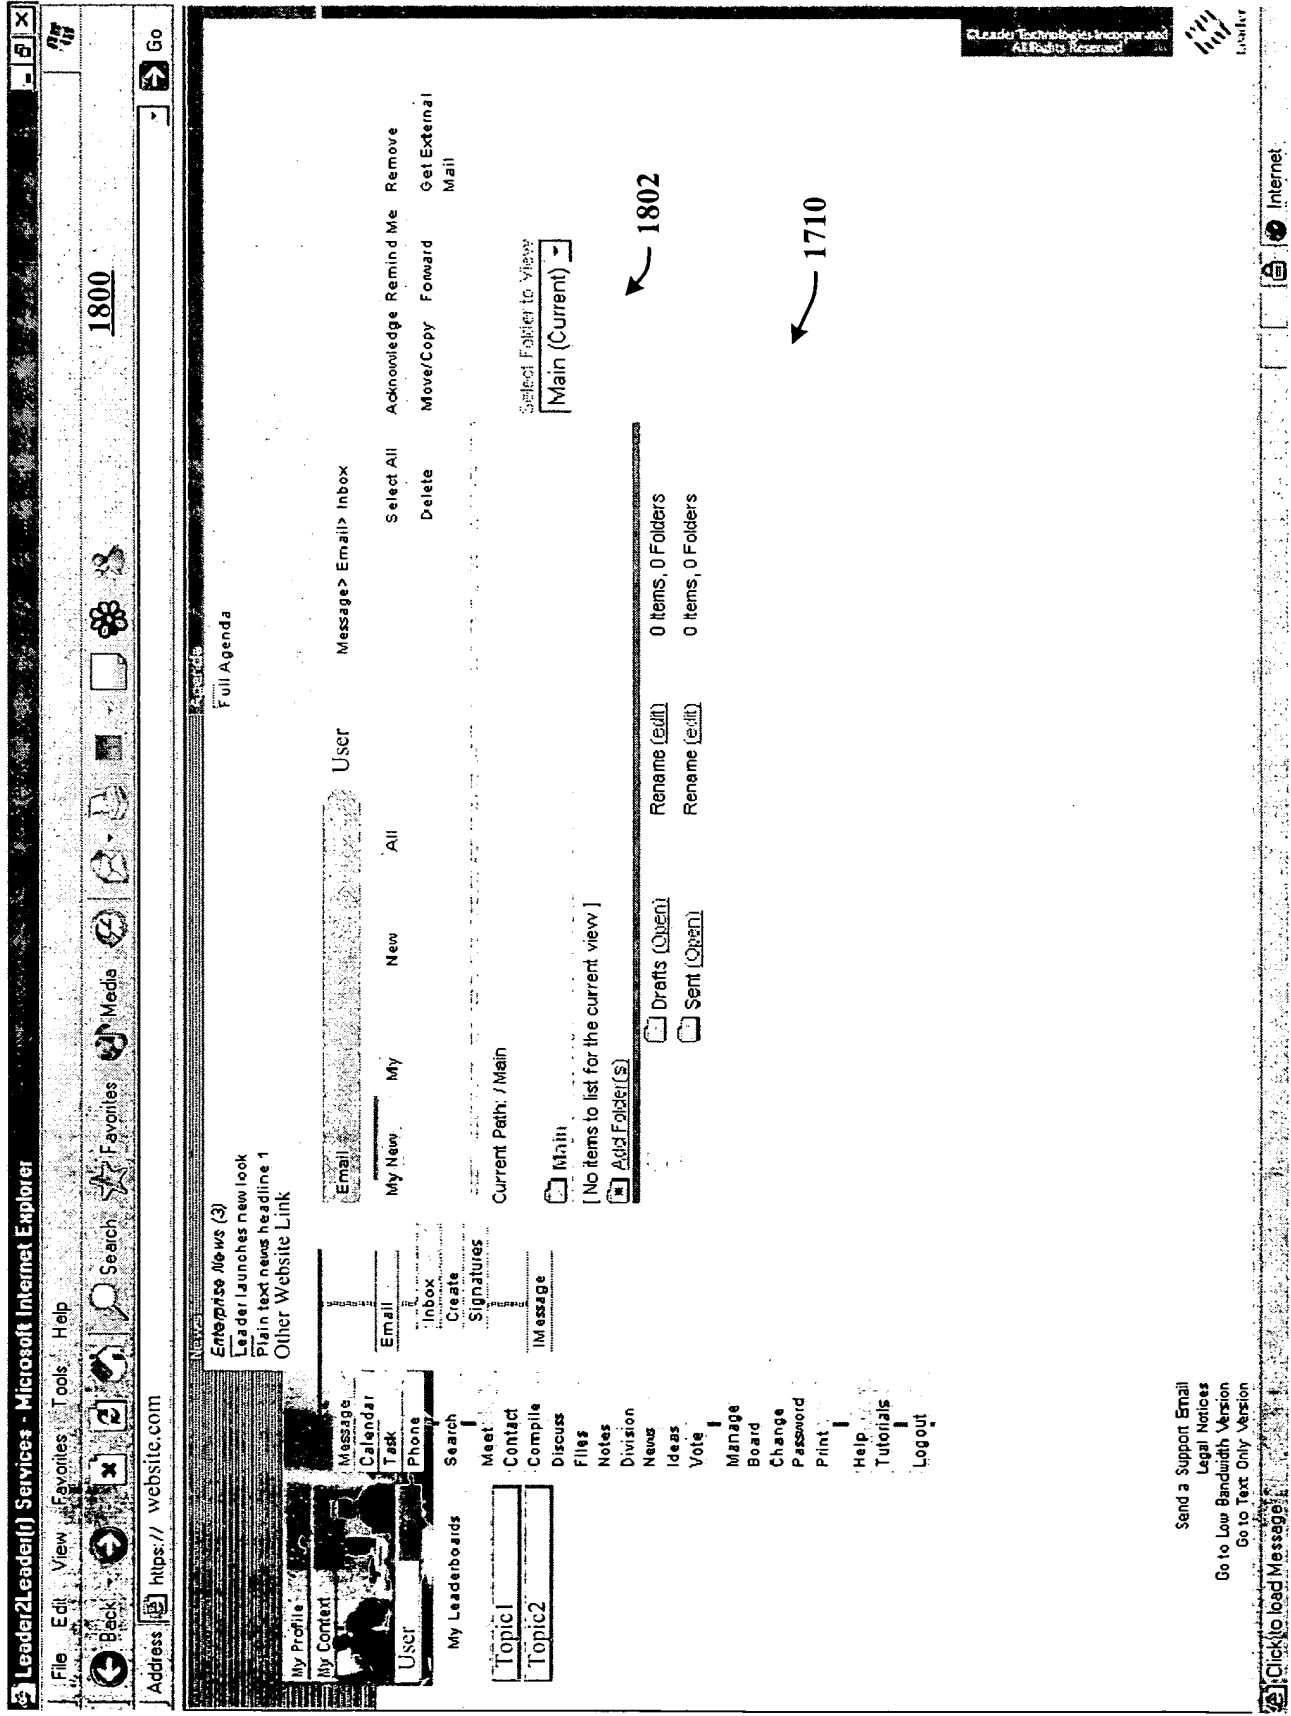 Leader2Leader(r) Services - Microsoft Internet Explorer
File Edit View Favorites Tools Help
Back Search Favorites Media
1800
Address https:// website.com Go
News Agenda
Enterprise News (3)
Full Agenda
Leader launches new look
Plain text news headline 1
Other Website Link
My Profile
My Context
User
My Leaderboards
Topic1
Topic2
Message
Calendar
Task
Phone
Search
Meet
Contact
Compile
Discuss
Files
Notes
Division
News
Ideas
Vote
Manage
Board
Change
Password
Print
Help
Tutorials
Logout
Email
Inbox
Create
Signatures
IMessage
Email User Message> Email> Inbox
My New My New All
Select All Acknowledge Remind Me Remove
Delete Move/Copy Forward Get External
Mail
Current Path: / Main
Select Folder to View
Main (Current)
Main
[ No items to list for the current view ]
Add Folder(s)
1802
Drafts (Open) Rename (edit) 0 Items, 0 Folders
Sent (Open) Rename (edit) 0 Items, 0 Folders
1710
©Leader Technologies Incorporated
All Rights Reserved
Leader
Send a Support Email
Legal Notices
Go to Low Bandwidth Version
Go to Text Only Version
Click to load Message
Internet